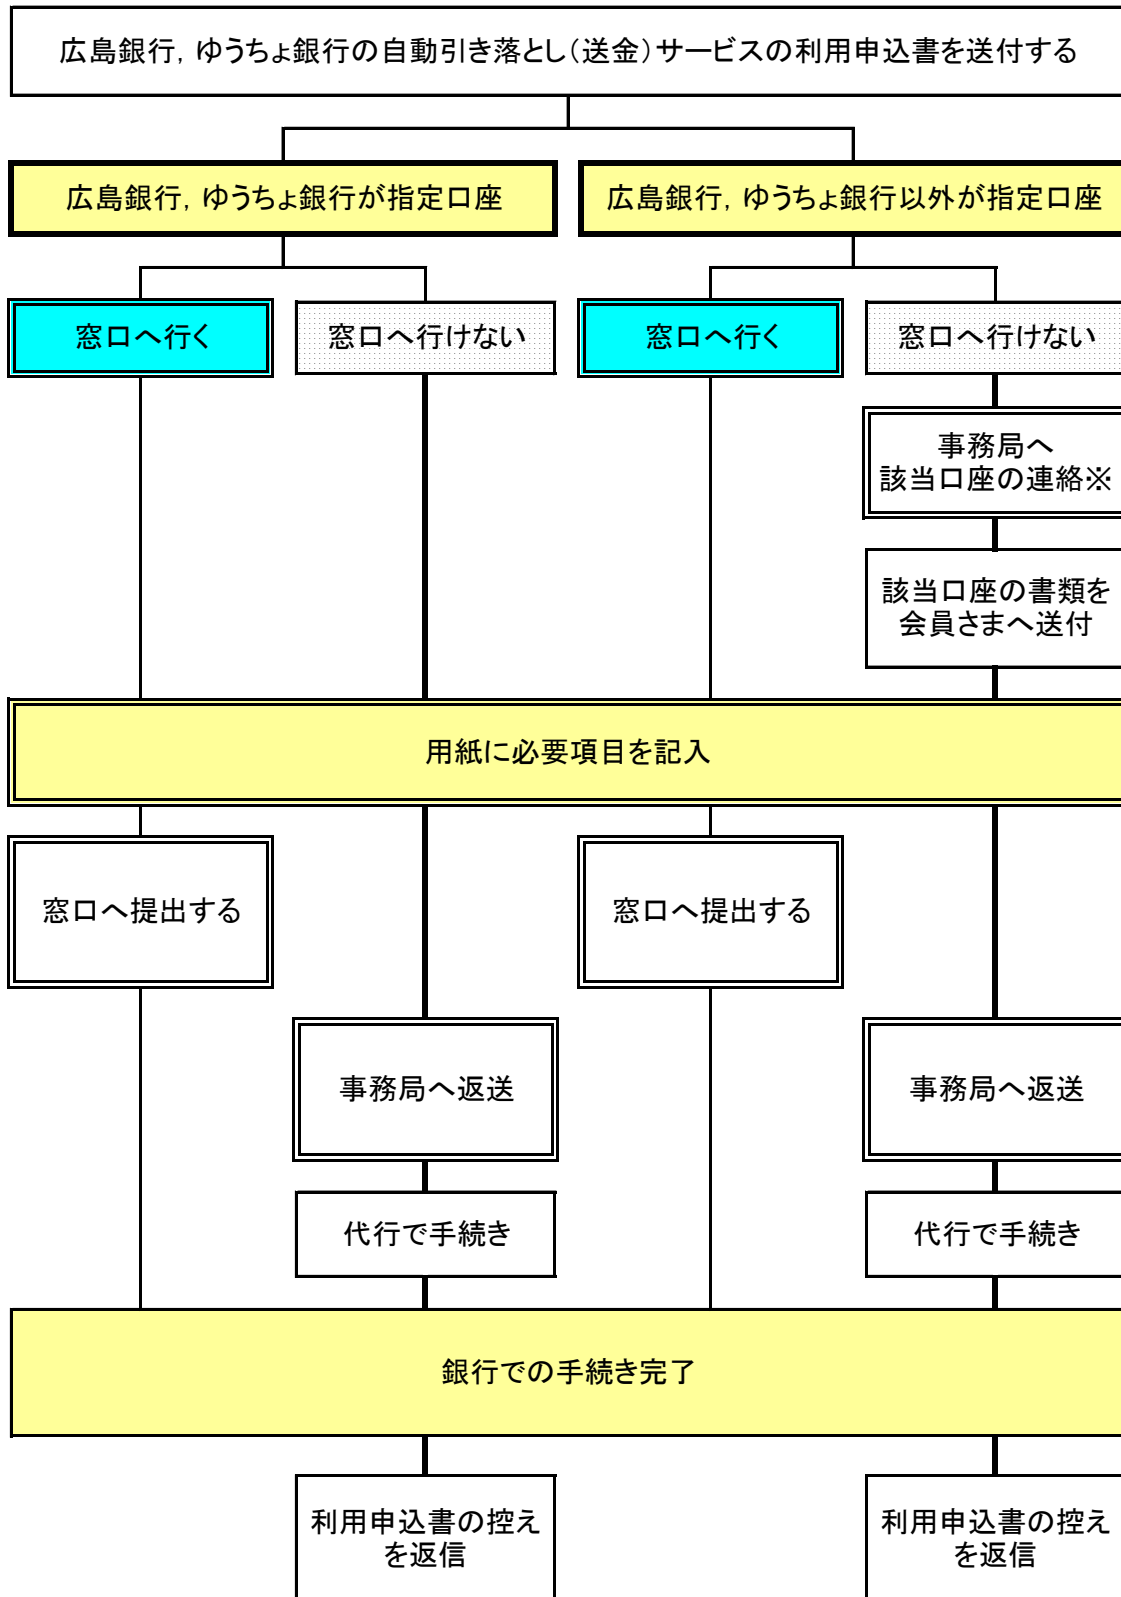 広島銀行，ゆうちょ銀行の自動引き落とし（送金）サービスの利用申込書を送付する
広島銀行，ゆうちょ銀行が指定口座
広島銀行，ゆうちょ銀行以外が指定口座
窓口へ行く
窓口へ行けない
窓口へ行く
窓口へ行けない
事務局へ
該当口座の連絡※
該当口座の書類を
会員さまへ送付
用紙に必要項目を記入
窓口へ提出する
窓口へ提出する
事務局へ返送
事務局へ返送
代行で手続き
代行で手続き
銀行での手続き完了
利用申込書の控え
を返信
利用申込書の控え
を返信